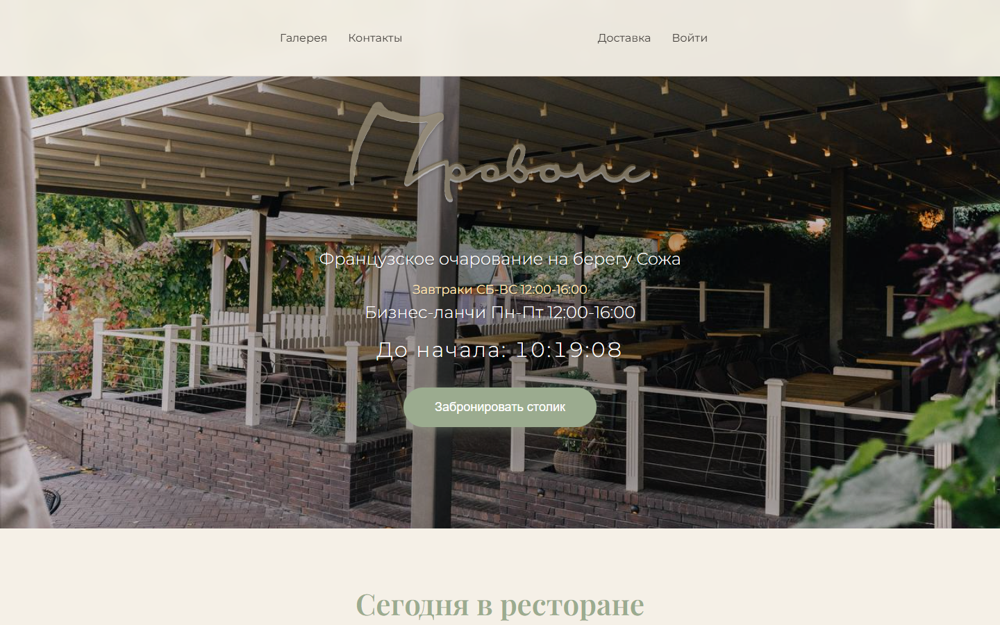 Галерея Контакты Доставка Войти
Прованс
Французское очарование на берегу Сожа
Завтраки СБ-ВС 12:00-16:00
Бизнес-ланчи Пн-Пт 12:00-16:00
До начала: 10:19:08
Забронировать столик
Сегодня в ресторане